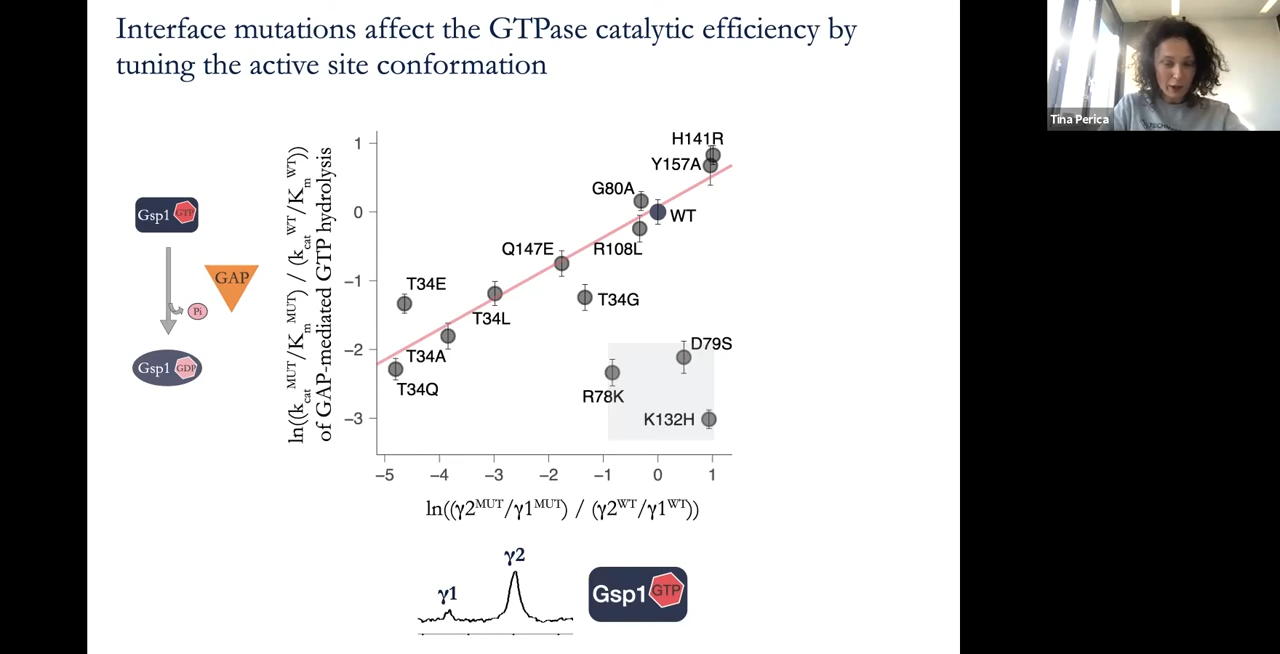 Interface mutations affect the GTPase catalytic efficiency by
tuning the active site conformation
Tina Perica
Gsp1 GTP
GAP
Pi
Gsp1 GDP
ln((k_cat^MUT/K_m^MUT) / (k_cat^WT/K_m^WT))
of GAP-mediated GTP hydrolysis
1
0
−1
−2
−3
H141R
Y157A
G80A
WT
R108L
Q147E
T34E
T34G
T34L
T34A
D79S
T34Q
R78K
K132H
−5 −4 −3 −2 −1 0 1
ln((γ2^MUT/γ1^MUT) / (γ2^WT/γ1^WT))
γ1
γ2
Gsp1 GTP